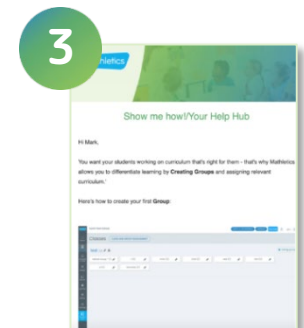 3
hletics
Show me how!/Your Help Hub
Hi Mark,
You want your students working on curriculum that's right for them - that's why Mathletics
allows you to differentiate learning by Creating Groups and assigning relevant
curriculum.'
Here's how to create your first Group: